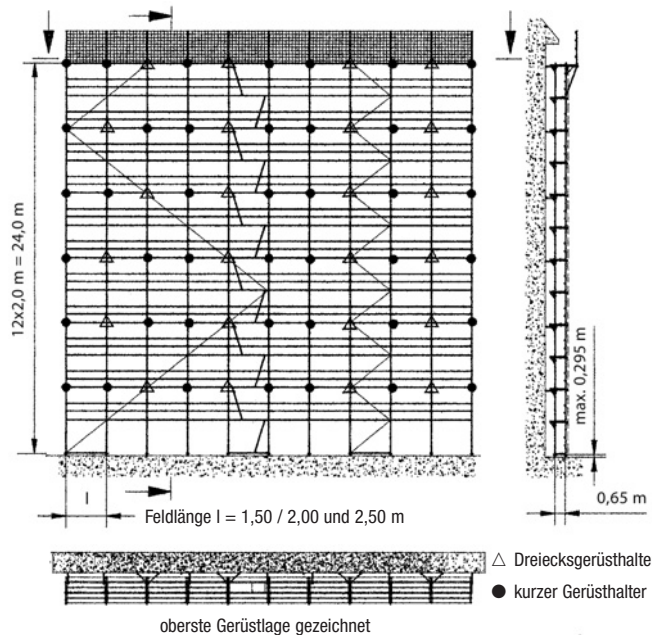 12x2,0 m = 24,0 m
max. 0,295 m
0,65 m
l
Feldlänge l = 1,50 / 2,00 und 2,50 m
△ Dreiecksgerüsthalte
● kurzer Gerüsthalter
oberste Gerüstlage gezeichnet